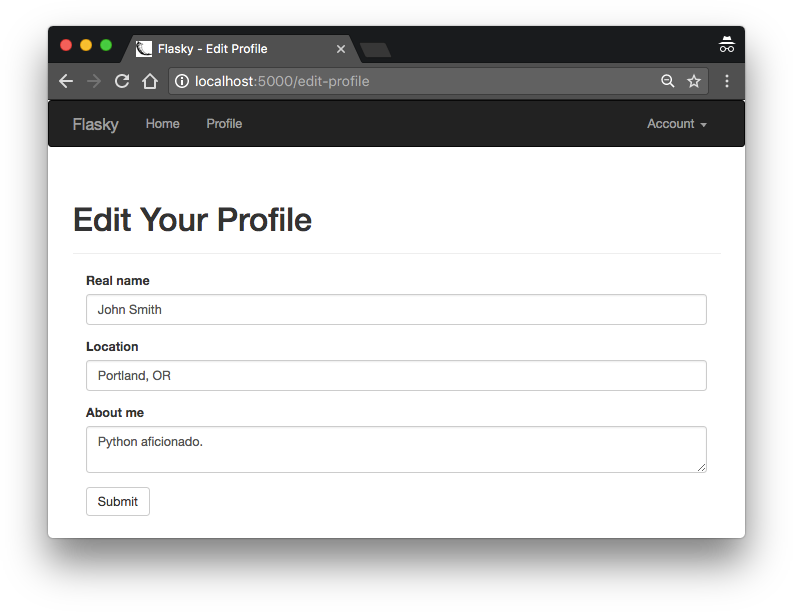 Flasky - Edit Profile
localhost:5000/edit-profile
Flasky Home Profile Account
Edit Your Profile
Real name
John Smith
Location
Portland, OR
About me
Python aficionado.
Submit